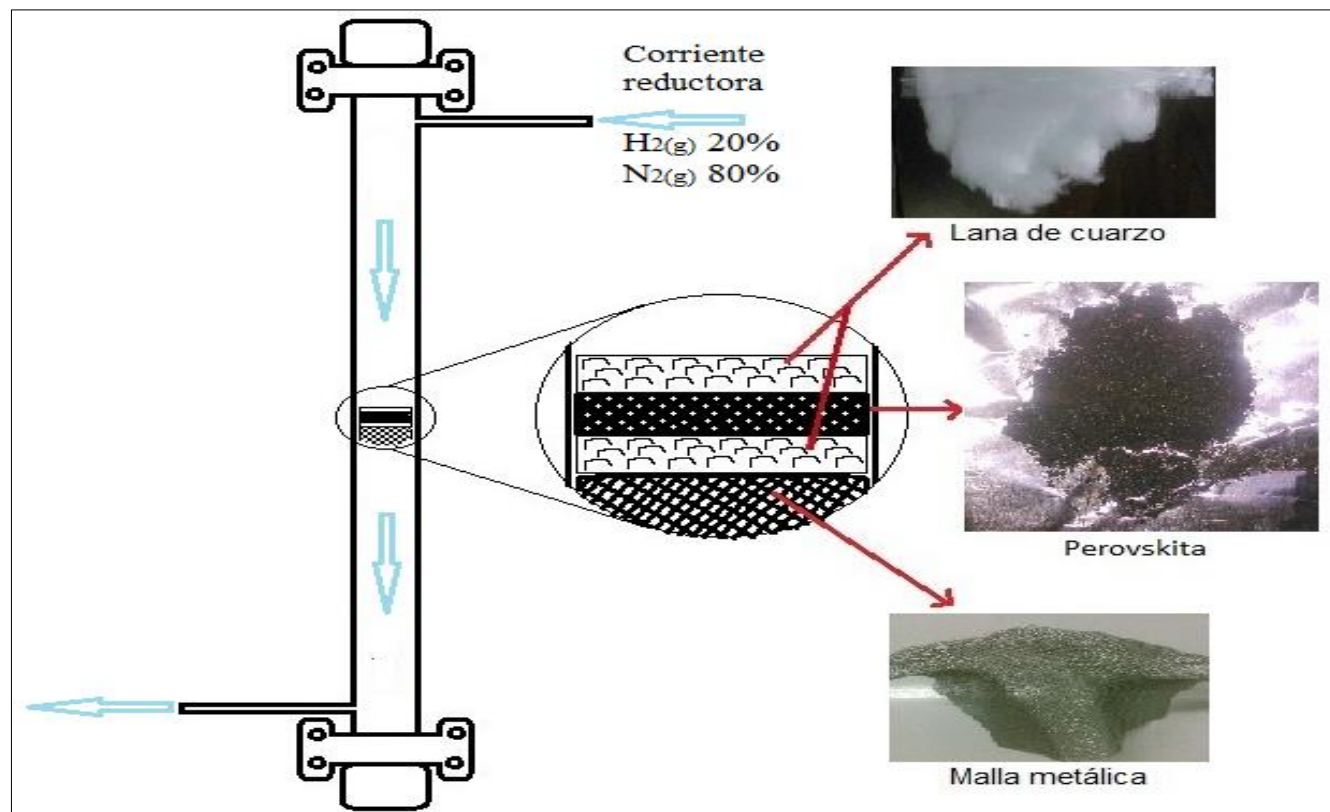 Corriente
reductora
H2(g) 20%
N2(g) 80%
Lana de cuarzo
Perovskita
Malla metálica